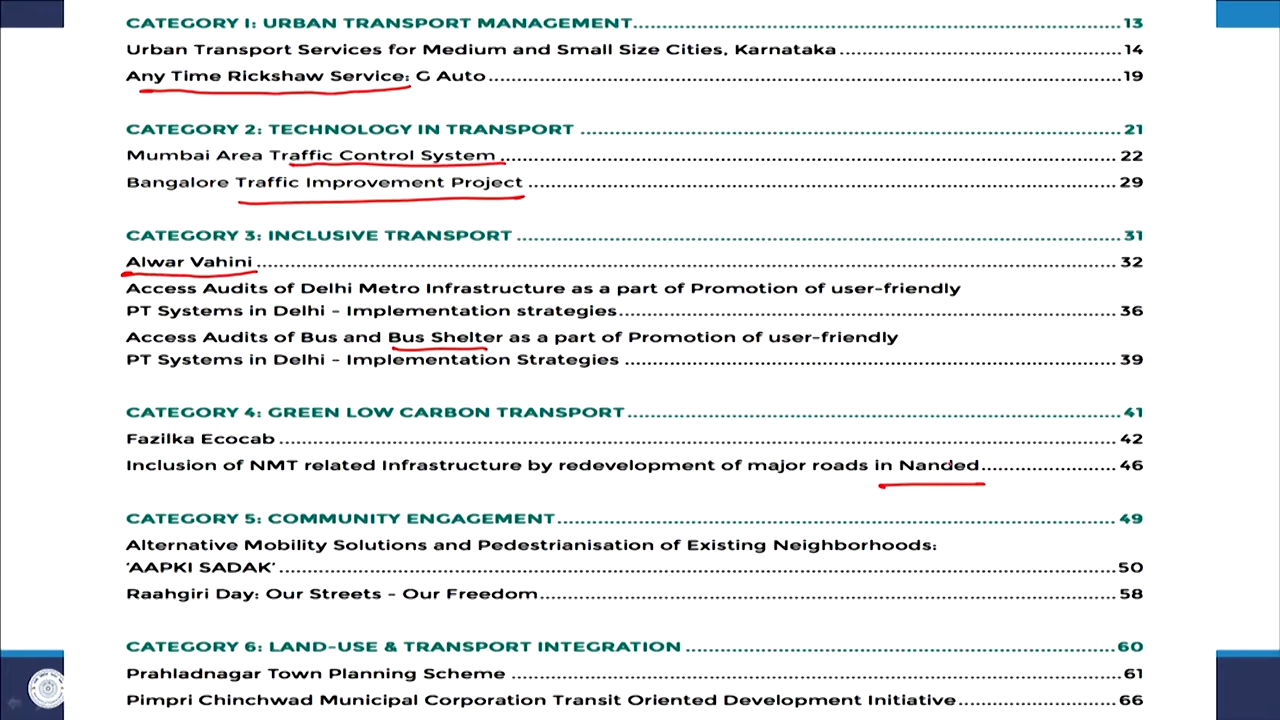 CATEGORY 1: URBAN TRANSPORT MANAGEMENT.......................................................................................13
Urban Transport Services for Medium and Small Size Cities, Karnataka..................................................14
Any Time Rickshaw Service: G Auto....................................................................................................19
CATEGORY 2: TECHNOLOGY IN TRANSPORT ......................................................................................21
Mumbai Area Traffic Control System ..................................................................................................22
Bangalore Traffic Improvement Project ..............................................................................................29
CATEGORY 3: INCLUSIVE TRANSPORT ...............................................................................................31
Alwar Vahini.....................................................................................................................................32
Access Audits of Delhi Metro Infrastructure as a part of Promotion of user-friendly
PT Systems in Delhi – Implementation strategies................................................................................36
Access Audits of Bus and Bus Shelter as a part of Promotion of user-friendly
PT Systems in Delhi – Implementation Strategies ...............................................................................39
CATEGORY 4: GREEN LOW CARBON TRANSPORT................................................................................41
Fazilka Ecocab .................................................................................................................................42
Inclusion of NMT related Infrastructure by redevelopment of major roads in Nanded........................46
CATEGORY 5: COMMUNITY ENGAGEMENT..........................................................................................49
Alternative Mobility Solutions and Pedestrianisation of Existing Neighborhoods:
'AAPKI SADAK' .................................................................................................................................50
Raahgiri Day: Our Streets – Our Freedom............................................................................................58
CATEGORY 6: LAND-USE & TRANSPORT INTEGRATION .......................................................................60
Prahladnagar Town Planning Scheme ................................................................................................61
Pimpri Chinchwad Municipal Corporation Transit Oriented Development Initiative............................66